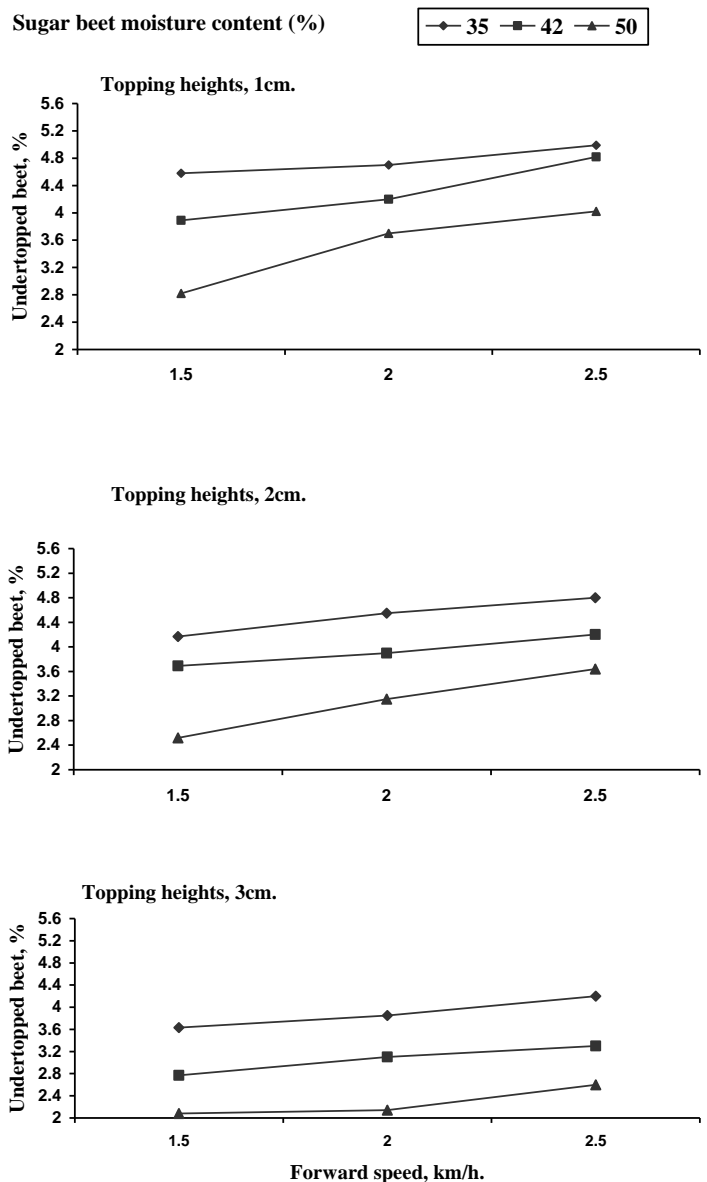 Sugar beet moisture content (%)
35 42 50
Topping heights, 1cm.
Undertopped beet, %
5.6
5.2
4.8
4.4
4
3.6
3.2
2.8
2.4
2
1.5 2 2.5
Topping heights, 2cm.
Undertopped beet, %
5.6
5.2
4.8
4.4
4
3.6
3.2
2.8
2.4
2
1.5 2 2.5
Topping heights, 3cm.
Undertopped beet, %
5.6
5.2
4.8
4.4
4
3.6
3.2
2.4
2.8
2
1.5 2 2.5
Forward speed, km/h.